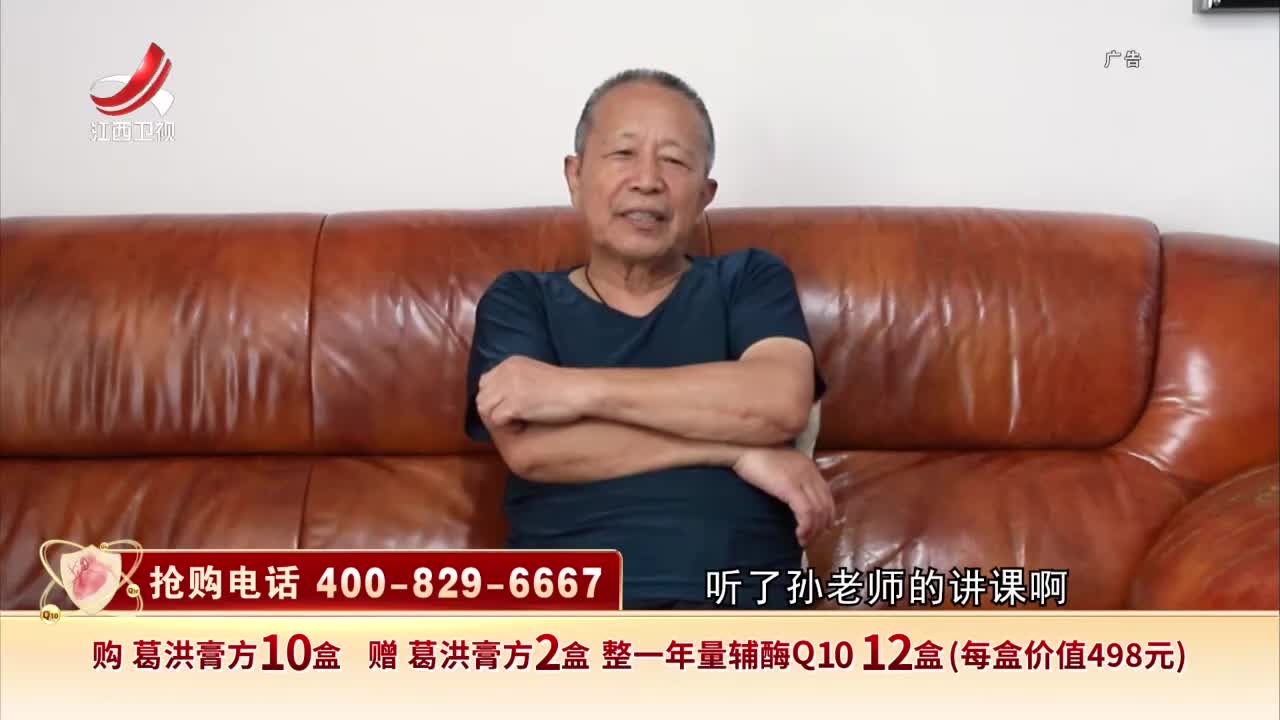 江西卫视
广告
抢购电话 400-829-6667
Q10
Q10
听了孙老师的讲课啊
购 葛洪膏方10盒 赠 葛洪膏方2盒 整一年量辅酶Q10 12盒(每盒价值498元)